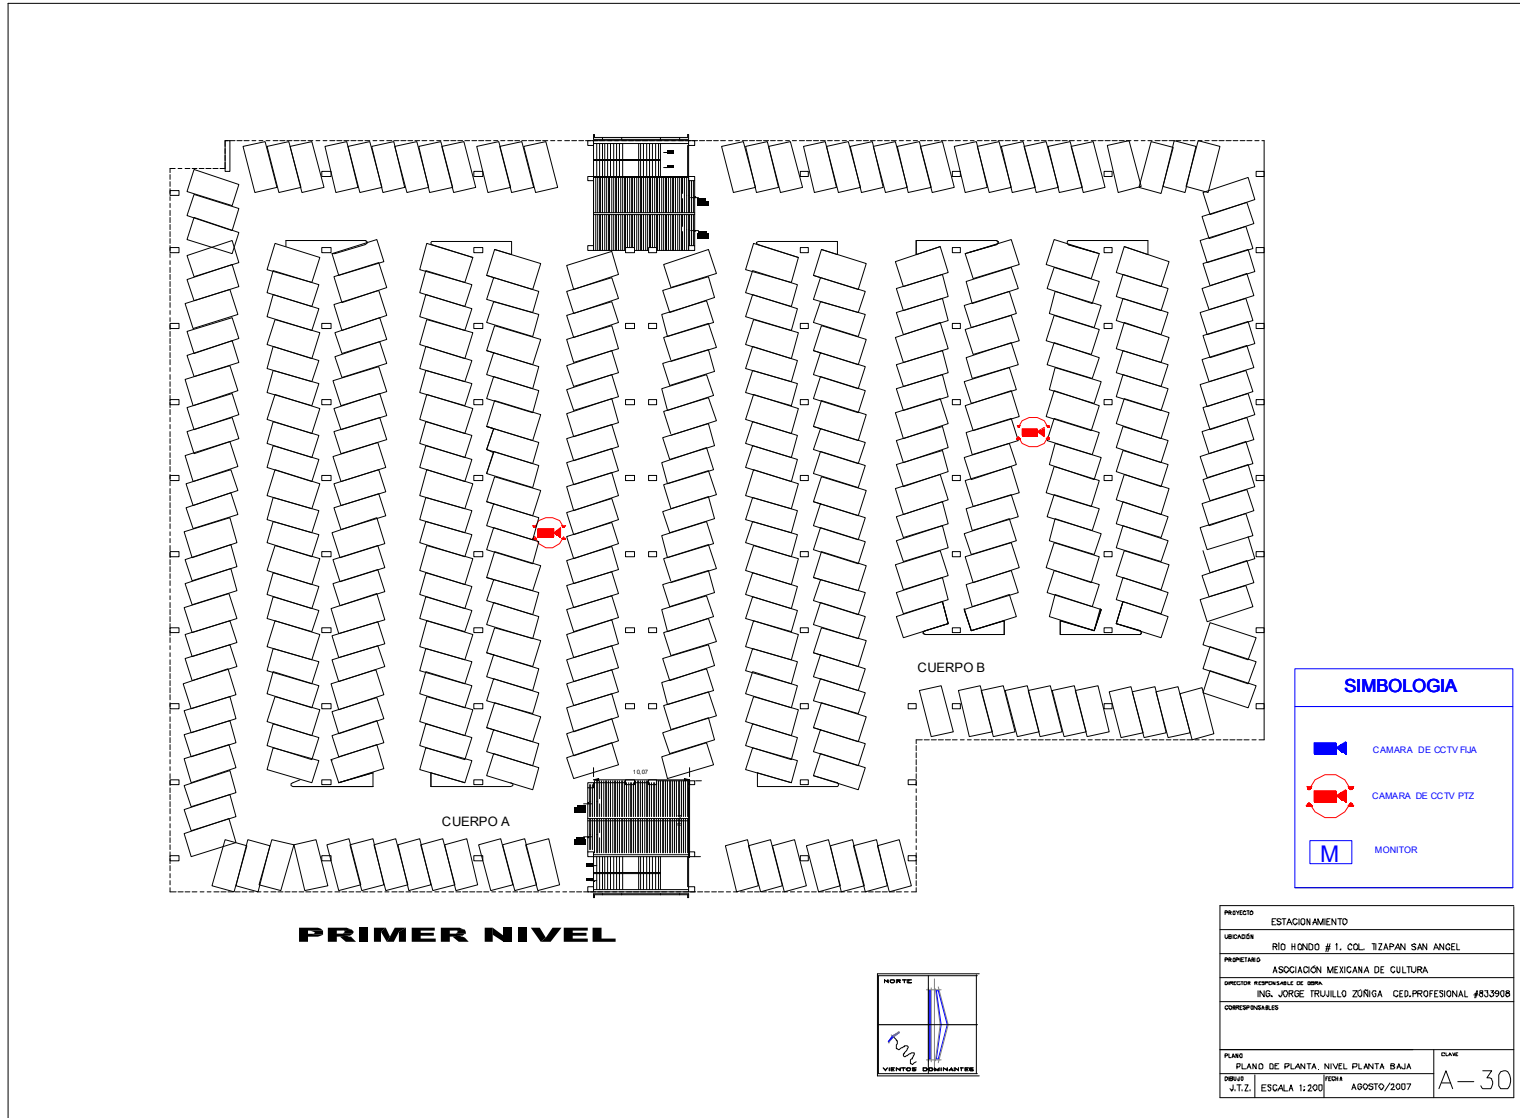 10,07
CUERPO B
CUERPO A
PRIMER NIVEL
SIMBOLOGIA
CAMARA DE CCTV FIJA
CAMARA DE CCTV PTZ
M
MONITOR
NORTE
VIENTOS DOMINANTES
PROYECTO
ESTACIONAMIENTO
UBICACIÓN
RÍO HONDO # 1, COL. TIZAPAN SAN ANGEL
PROPIETARIO
ASOCIACIÓN MEXICANA DE CULTURA
DIRECTOR RESPONSABLE DE OBRA
ING. JORGE TRUJILLO ZÚÑIGA CED.PROFESIONAL #833908
CORRESPONSABLES
PLANO
PLANO DE PLANTA. NIVEL PLANTA BAJA
CLAVE
A-30
DIBUJO
J.T.Z.
ESCALA 1:200
FECHA
AGOSTO/2007